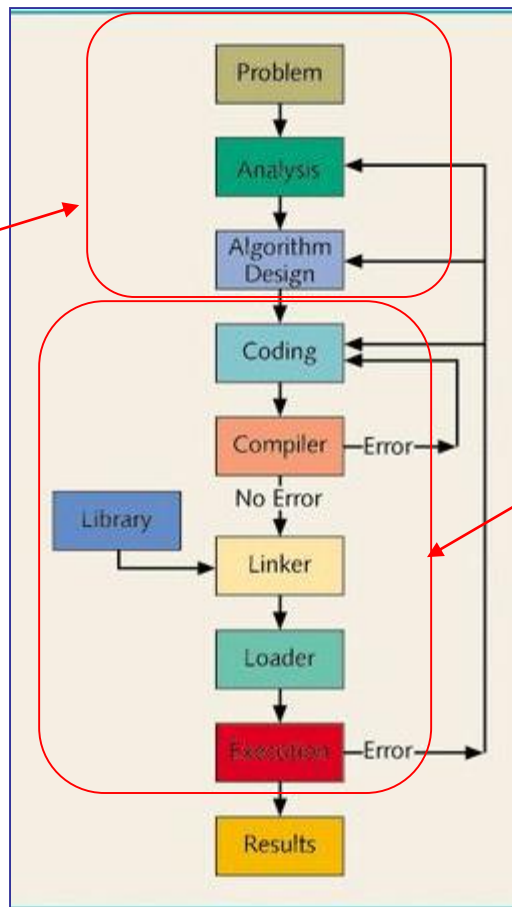 Problem
Analysis
Algorithm
Design
Coding
Compiler
Error
No Error
Library
Linker
Loader
Execution
Error
Results